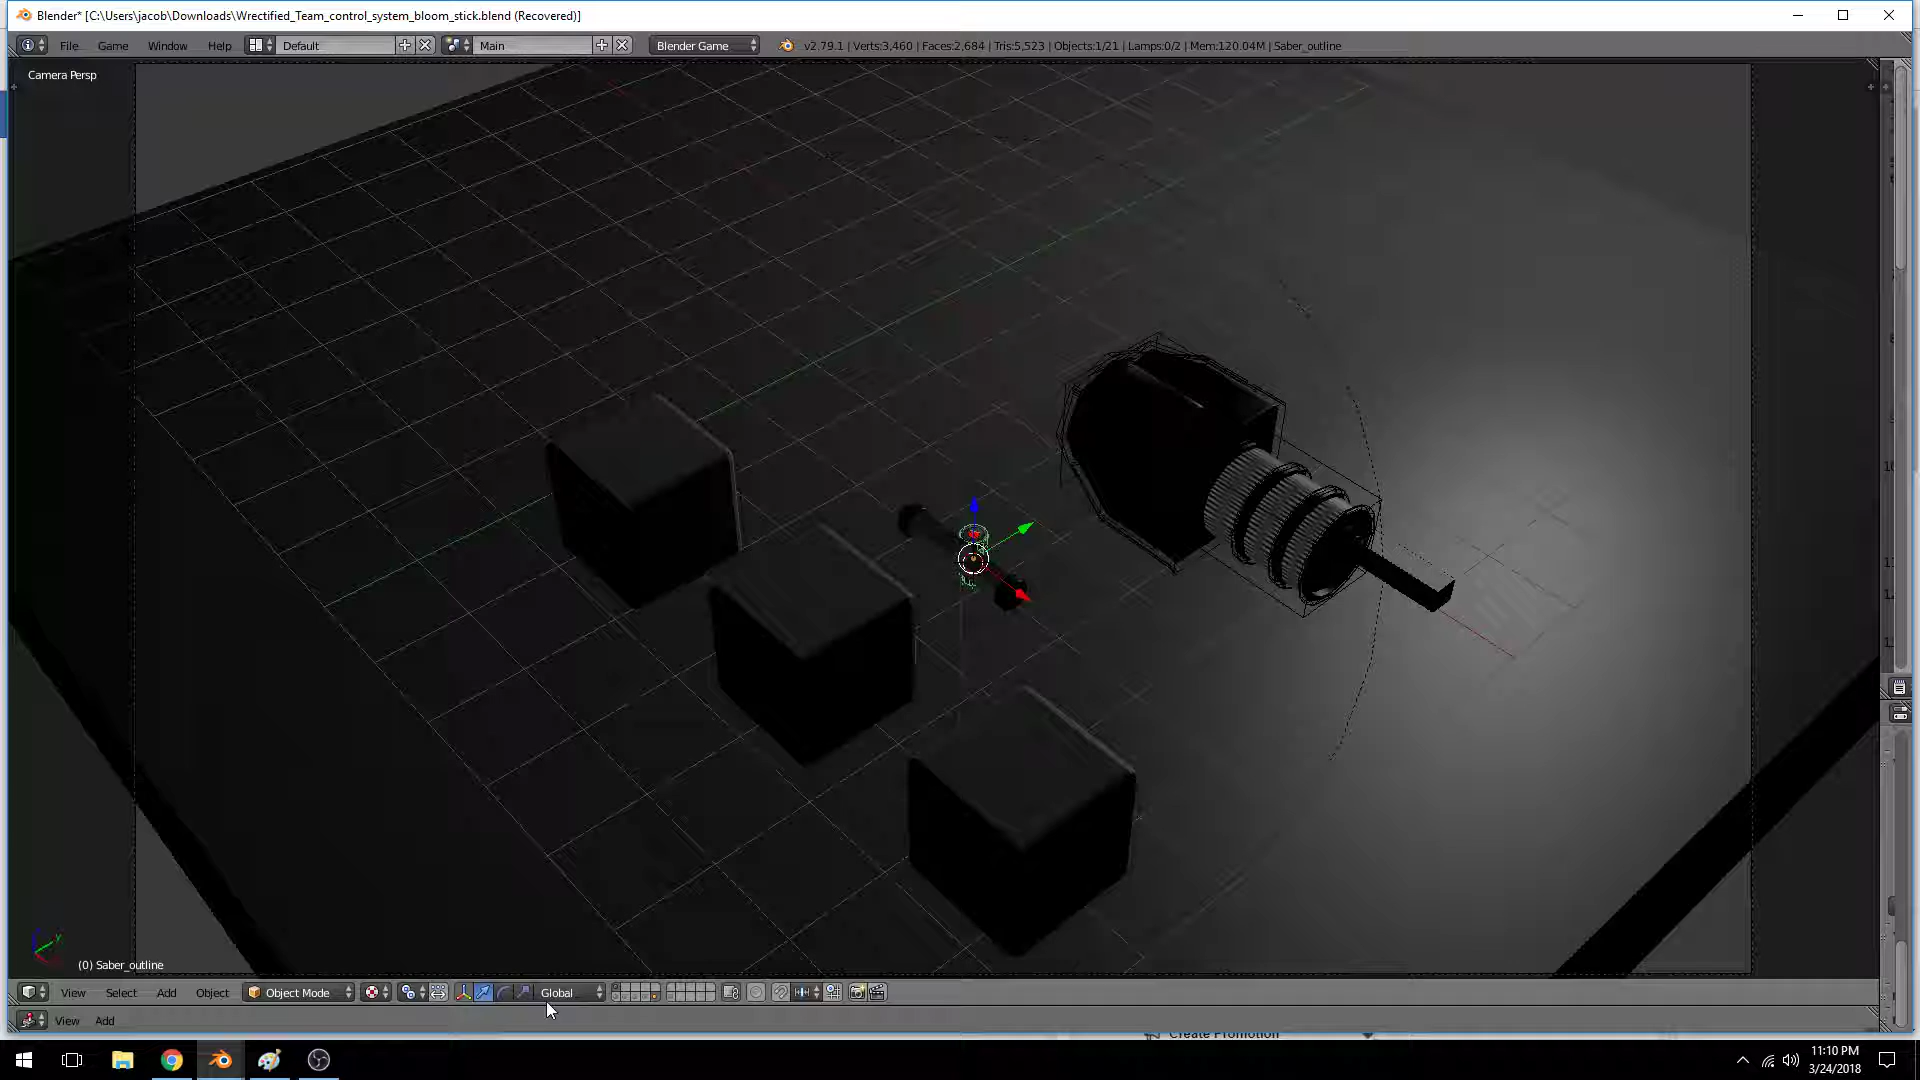 Blender* [C:\Users\jacob\Downloads\Wrectified_Team_control_system_bloom_stick.blend (Recovered)]
File Game Window Help Default Main Blender Game v2.79.1 | Verts:3,460 | Faces:2,684 | Tris:5,523 | Objects:1/21 | Lamps:0/2 | Mem:120.04M | Saber_outline
Camera Persp
(0) Saber_outline
View Select Add Object Object Mode Global
View Add
Create Promotion
11:10 PM
3/24/2018